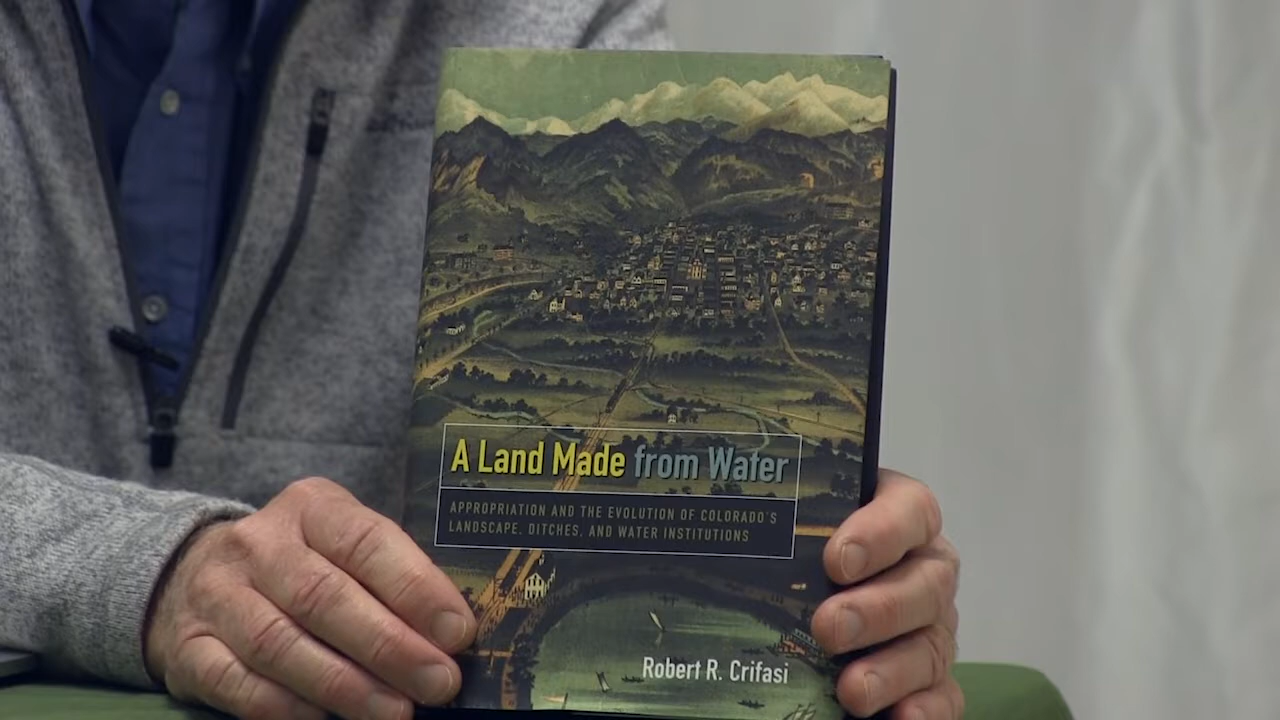 A Land Made from Water
APPROPRIATION AND THE EVOLUTION OF COLORADO'S
LANDSCAPE, DITCHES, AND WATER INSTITUTIONS
Robert R. Crifasi